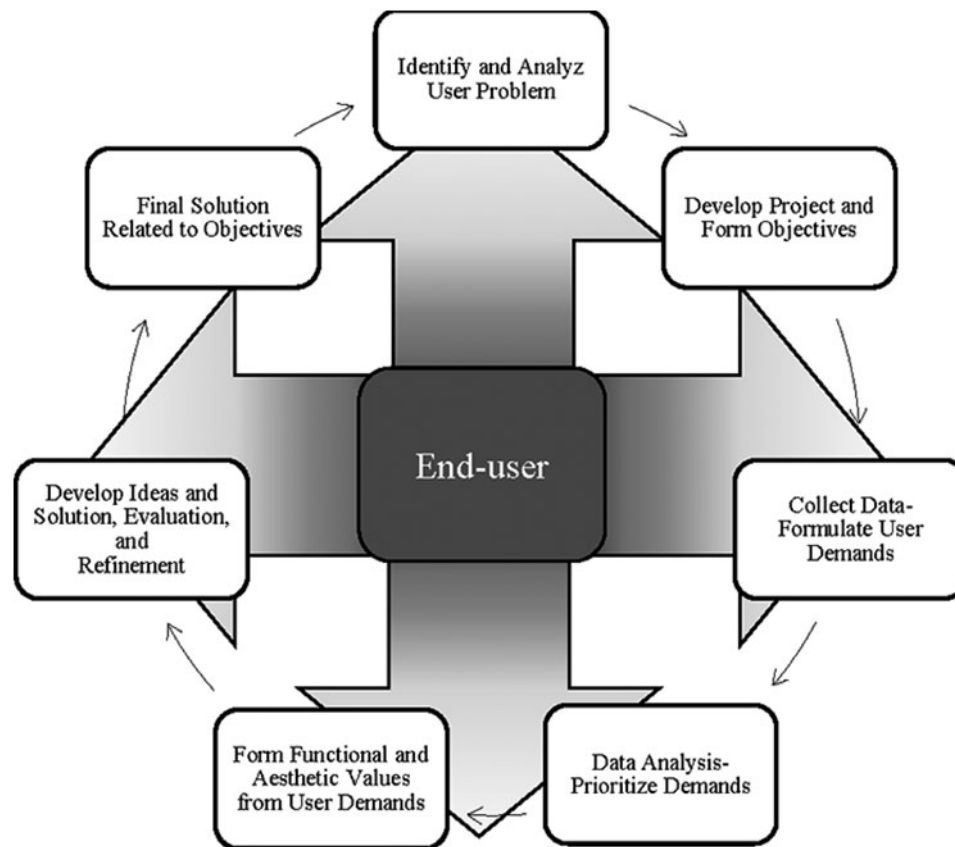 Identify and Analyz
User Problem
Final Solution
Related to Objectives
Develop Project and
Form Objectives
End-user
Develop Ideas and
Solution, Evaluation,
and
Refinement
Collect Data-
Formulate User
Demands
Form Functional and
Aesthetic Values
from User Demands
Data Analysis-
Prioritize Demands